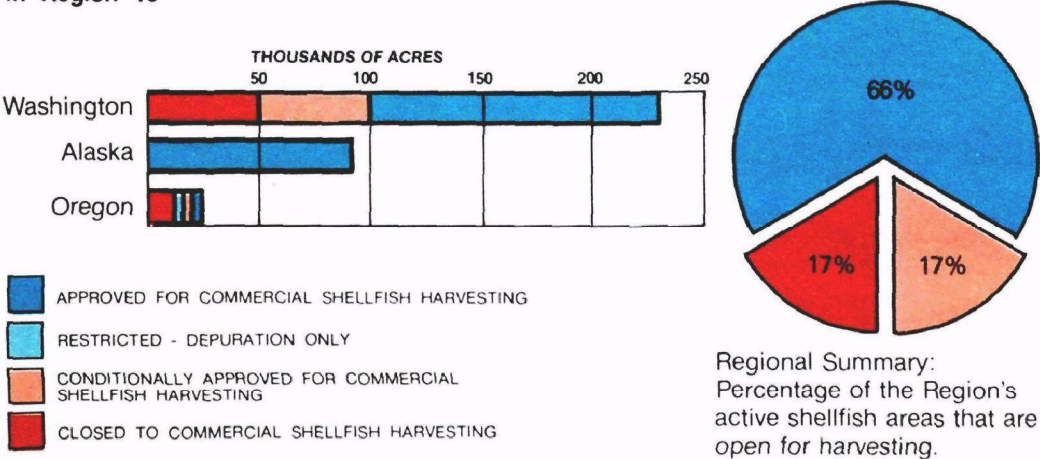 THOUSANDS OF ACRES
50 100 150 200 250
Washington
Alaska
Oregon
APPROVED FOR COMMERCIAL SHELLFISH HARVESTING
RESTRICTED - DEPURATION ONLY
CONDITIONALLY APPROVED FOR COMMERCIAL
SHELLFISH HARVESTING
CLOSED TO COMMERCIAL SHELLFISH HARVESTING
66%
17% 17%
Regional Summary:
Percentage of the Region's
active shellfish areas that are
open for harvesting.